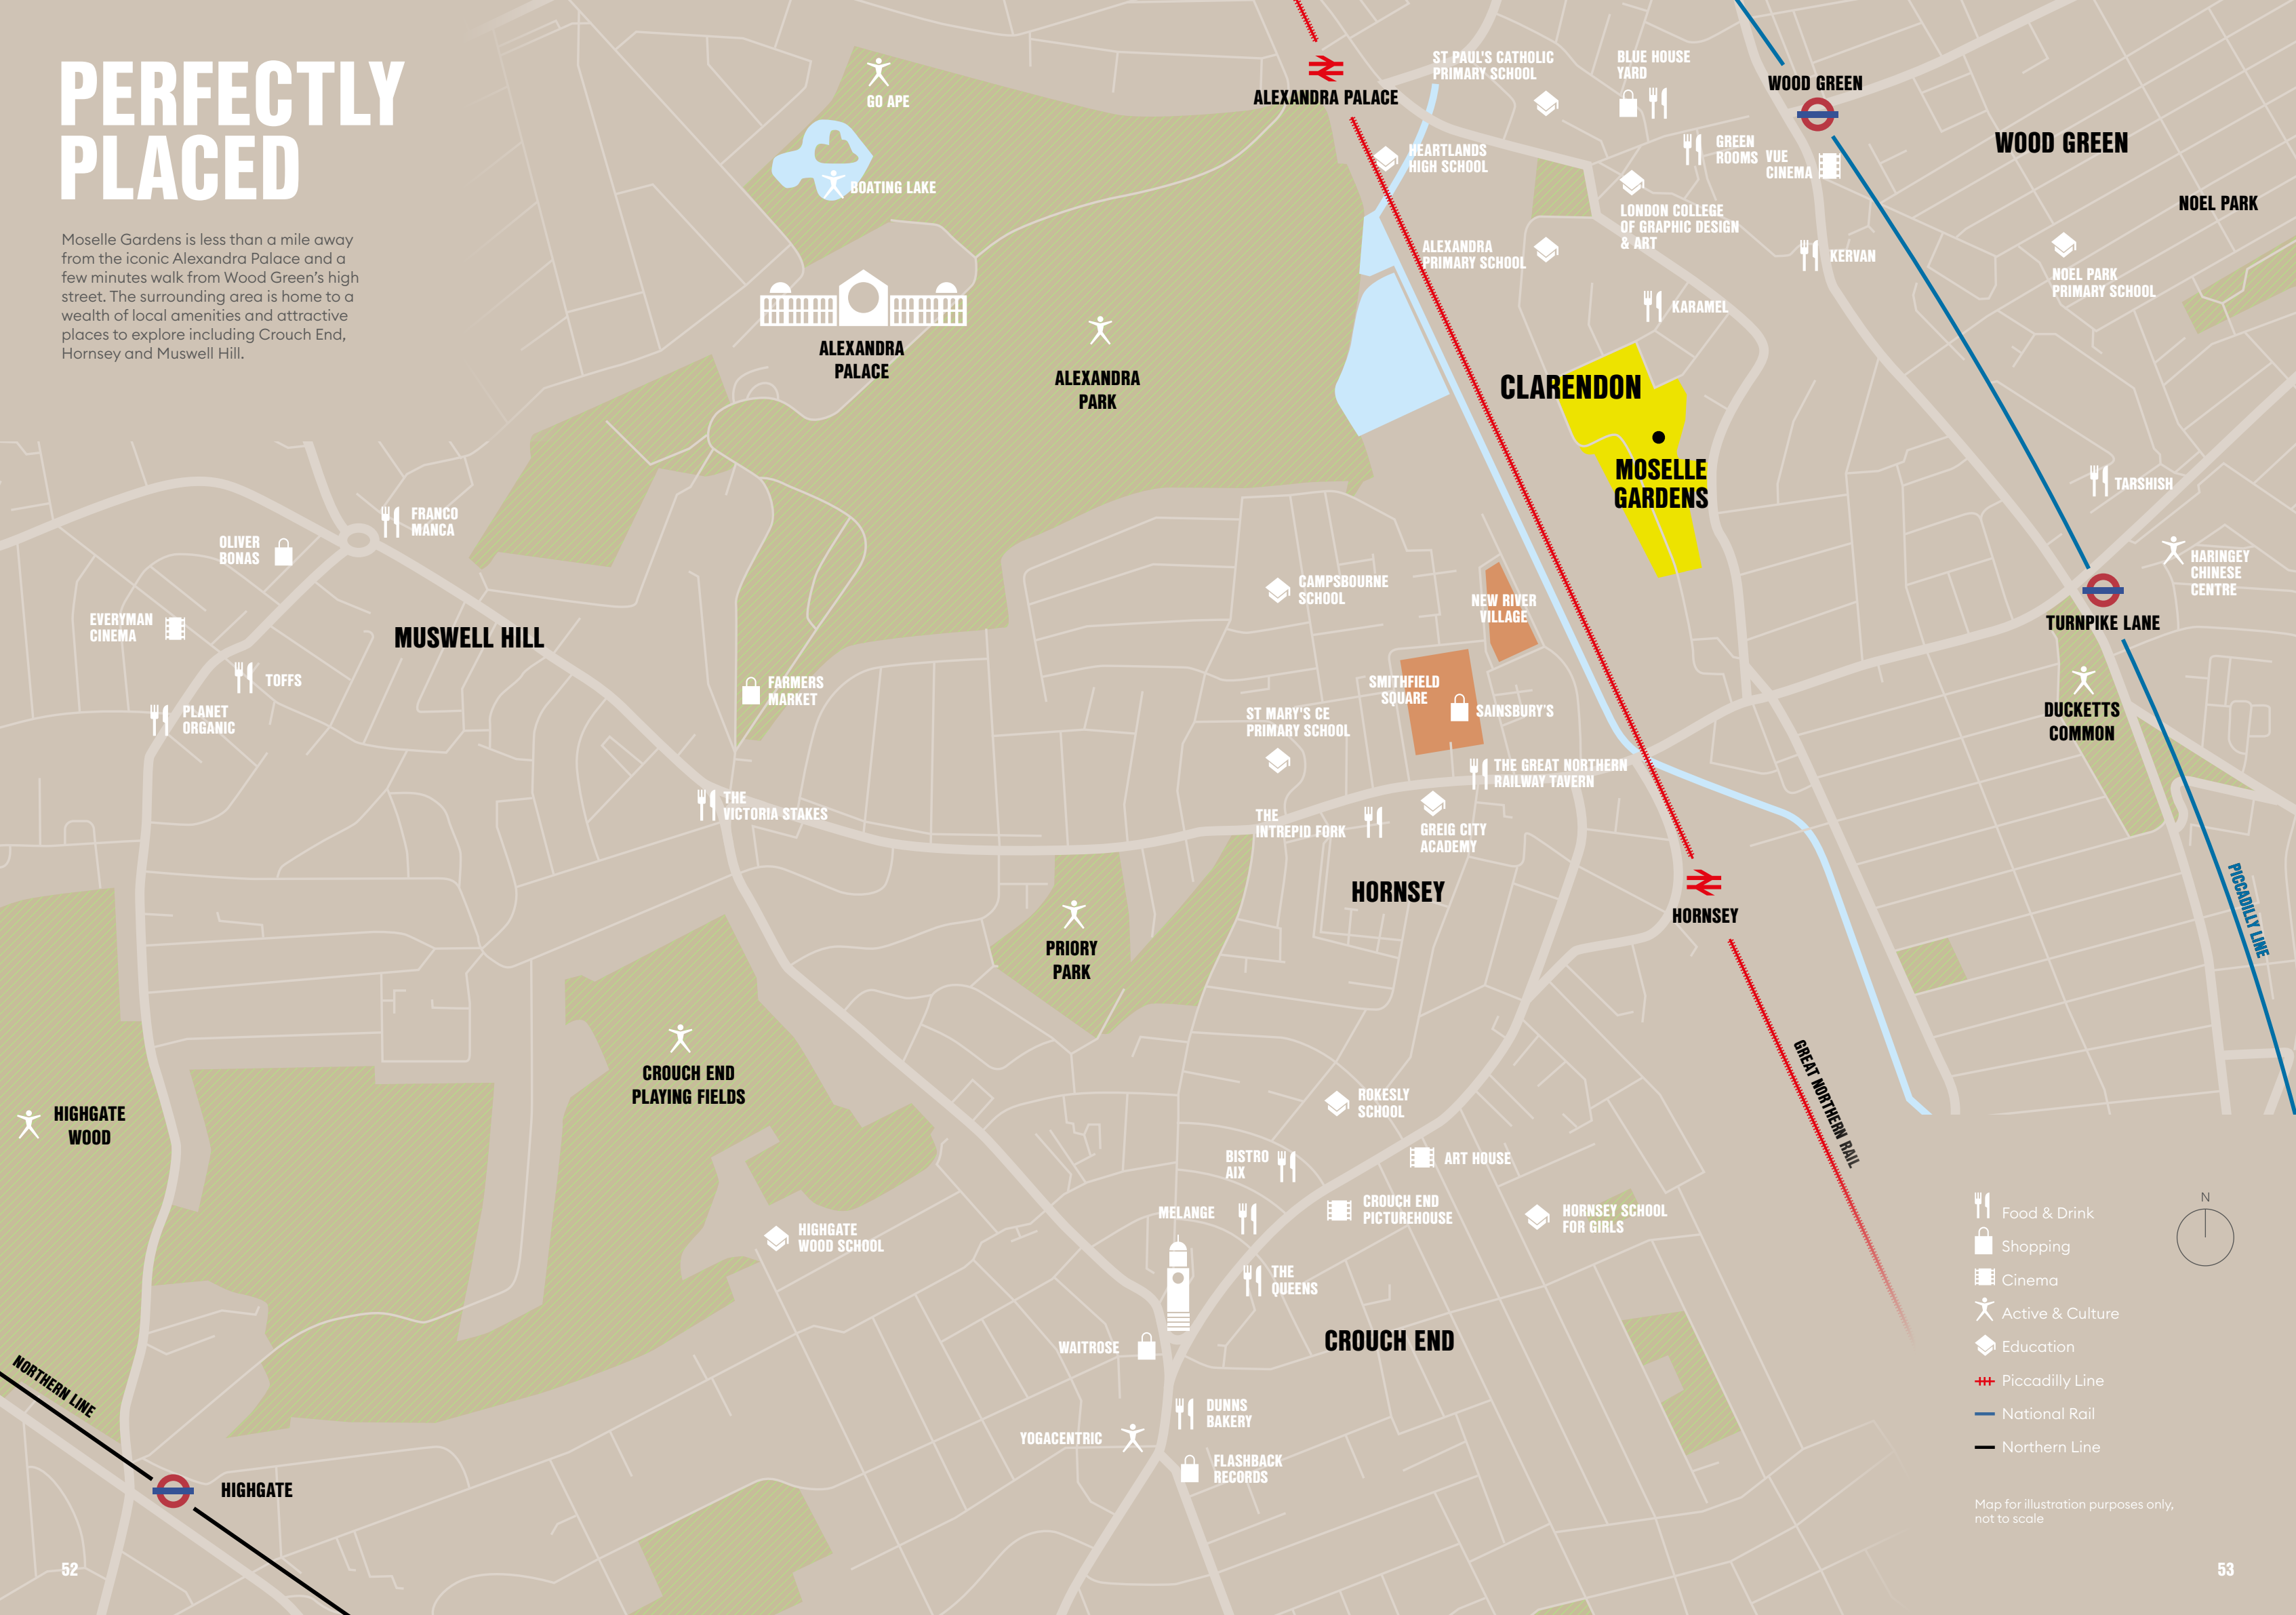 PERFECTLY
PLACED
Moselle Gardens is less than a mile away
from the iconic Alexandra Palace and a
few minutes walk from Wood Green's high
street. The surrounding area is home to a
wealth of local amenities and attractive
places to explore including Crouch End,
Hornsey and Muswell Hill.
GO APE
BOATING LAKE
ALEXANDRA
PALACE
ALEXANDRA
PARK
ALEXANDRA PALACE
ST PAUL'S CATHOLIC
PRIMARY SCHOOL
BLUE HOUSE
YARD
WOOD GREEN
WOOD GREEN
NOEL PARK
HEARTLANDS
HIGH SCHOOL
GREEN
ROOMS
VUE
CINEMA
LONDON COLLEGE
OF GRAPHIC DESIGN
& ART
ALEXANDRA
PRIMARY SCHOOL
KERVAN
NOEL PARK
PRIMARY SCHOOL
KARAMEL
CLARENDON
MOSELLE
GARDENS
TARSHISH
HARINGEY
CHINESE
CENTRE
TURNPIKE LANE
DUCKETTS
COMMON
PICCADILLY LINE
FRANCO
MANCA
OLIVER
BONAS
EVERYMAN
CINEMA
MUSWELL HILL
TOFFS
PLANET
ORGANIC
FARMERS
MARKET
THE
VICTORIA STAKES
CAMPSBOURNE
SCHOOL
NEW RIVER
VILLAGE
SMITHFIELD
SQUARE
SAINSBURY'S
ST MARY'S CE
PRIMARY SCHOOL
THE GREAT NORTHERN
RAILWAY TAVERN
THE
INTREPID FORK
GREIG CITY
ACADEMY
HORNSEY
HORNSEY
PRIORY
PARK
GREAT NORTHERN RAIL
CROUCH END
PLAYING FIELDS
HIGHGATE
WOOD
HIGHGATE
WOOD SCHOOL
ROKESLY
SCHOOL
BISTRO
AIX
ART HOUSE
MELANGE
CROUCH END
PICTUREHOUSE
HORNSEY SCHOOL
FOR GIRLS
THE
QUEENS
WAITROSE
CROUCH END
DUNNS
BAKERY
YOGACENTRIC
FLASHBACK
RECORDS
NORTHERN LINE
HIGHGATE
N
Food & Drink
Shopping
Cinema
Active & Culture
Education
Piccadilly Line
National Rail
Northern Line
Map for illustration purposes only,
not to scale
52
53